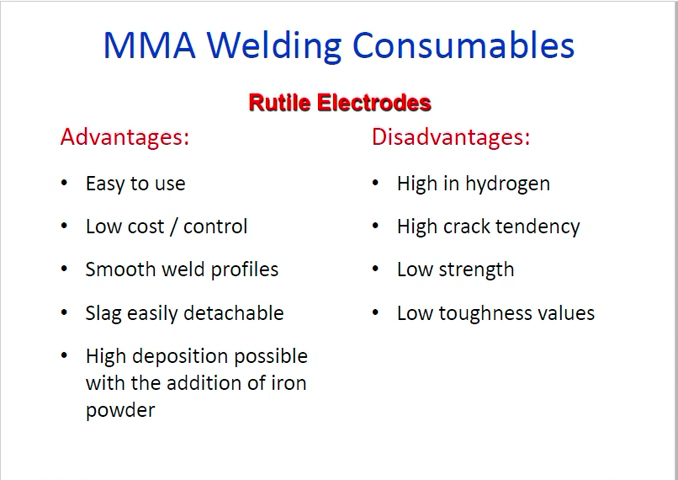 MMA Welding Consumables
Rutile Electrodes
Advantages:
• Easy to use
• Low cost / control
• Smooth weld profiles
• Slag easily detachable
• High deposition possible
with the addition of iron
powder
Disadvantages:
• High in hydrogen
• High crack tendency
• Low strength
• Low toughness values